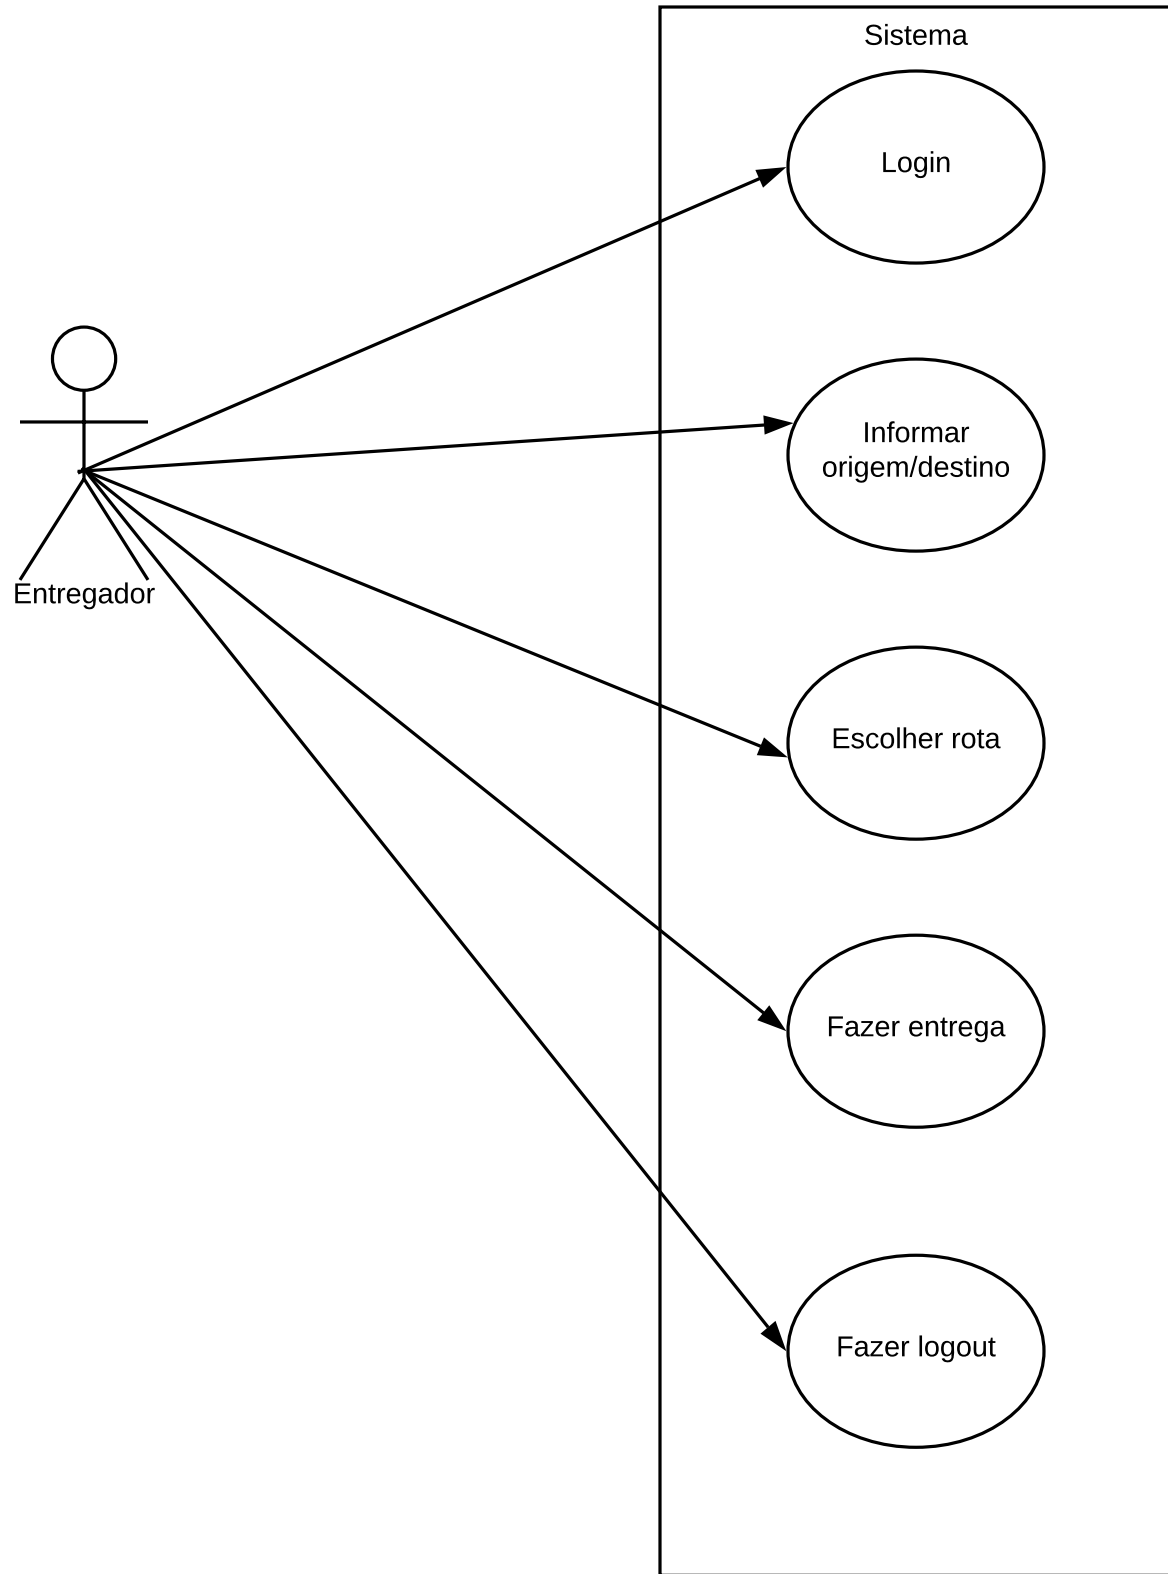 Sistema
Login
Informar
origem/destino
Entregador
Escolher rota
Fazer entrega
Fazer logout